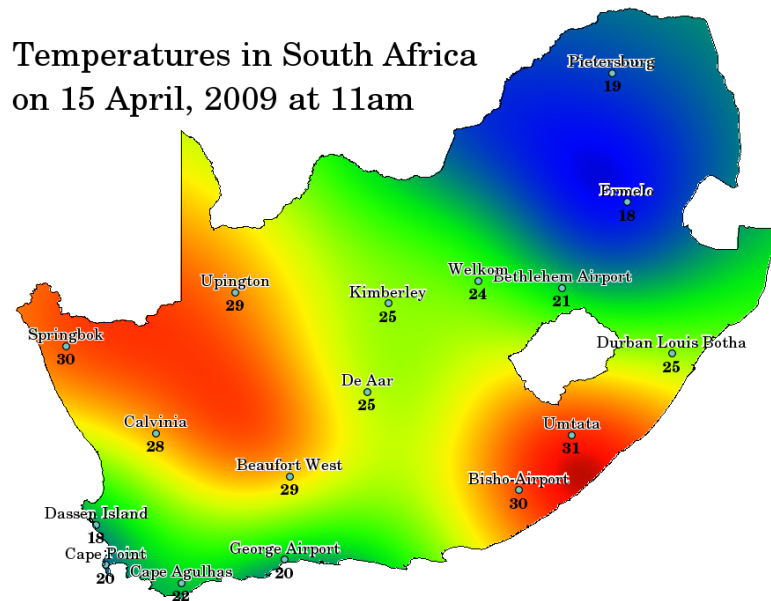 Temperatures in South Africa
on 15 April, 2009 at 11am
Pietersburg
19
Ermelo
18
Upington
29
Kimberley
25
Welkom
24
Bethlehem Airport
21
Springbok
30
Durban Louis Botha
25
De Aar
25
Calvinia
28
Umtata
31
Beaufort West
29
Bisho-Airport
30
Dassen Island
18
Cape Point
20
George Airport
20
Cape Agulhas
22